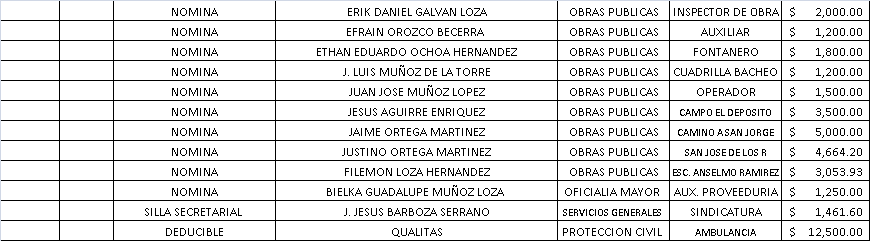 NOMINA ERIK DANIEL GALVAN LOZA OBRAS PUBLICAS INSPECTOR DE OBRA $ 2,000.00
NOMINA EFRAIN OROZCO BECERRA OBRAS PUBLICAS AUXILIAR $ 1,200.00
NOMINA ETHAN EDUARDO OCHOA HERNANDEZ OBRAS PUBLICAS FONTANERO $ 1,800.00
NOMINA J. LUIS MUÑOZ DE LA TORRE OBRAS PUBLICAS CUADRILLA BACHEO $ 1,200.00
NOMINA JUAN JOSE MUÑOZ LOPEZ OBRAS PUBLICAS OPERADOR $ 1,500.00
NOMINA JESUS AGUIRRE ENRIQUEZ OBRAS PUBLICAS CAMPO EL DEPOSITO $ 3,500.00
NOMINA JAIME ORTEGA MARTINEZ OBRAS PUBLICAS CAMINO A SAN JORGE $ 5,000.00
NOMINA JUSTINO ORTEGA MARTINEZ OBRAS PUBLICAS SAN JOSE DE LOS R $ 4,664.20
NOMINA FILEMON LOZA HERNANDEZ OBRAS PUBLICAS ESC. ANSELMO RAMIREZ $ 3,053.93
NOMINA BIELKA GUADALUPE MUÑOZ LOZA OFICIALIA MAYOR AUX. PROVEEDURIA $ 1,250.00
SILLA SECRETARIAL J. JESUS BARBOZA SERRANO SERVICIOS GENERALES SINDICATURA $ 1,461.60
DEDUCIBLE QUALITAS PROTECCION CIVIL AMBULANCIA $ 12,500.00